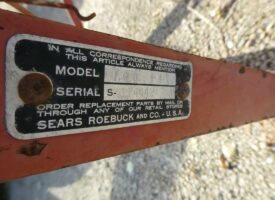 IN ALL CORRESPONDENCE REGARDING
THIS ARTICLE ALWAYS MENTION
MODEL
SERIAL S-
ORDER REPLACEMENT PARTS BY MAIL OR
THROUGH ANY OF OUR RETAIL STORES
SEARS ROEBUCK AND CO. - U.S.A.